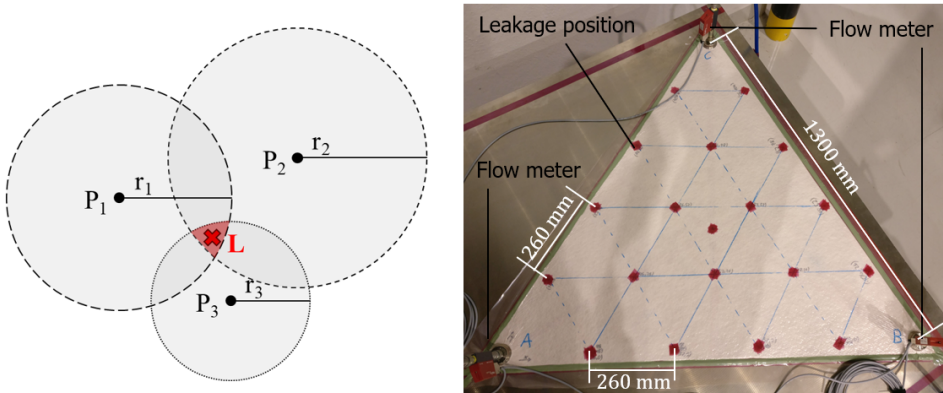 P1
r1
P2
r2
L
P3
r3
Leakage position
Flow meter
Flow meter
1300 mm
260 mm
260 mm
A
B
C